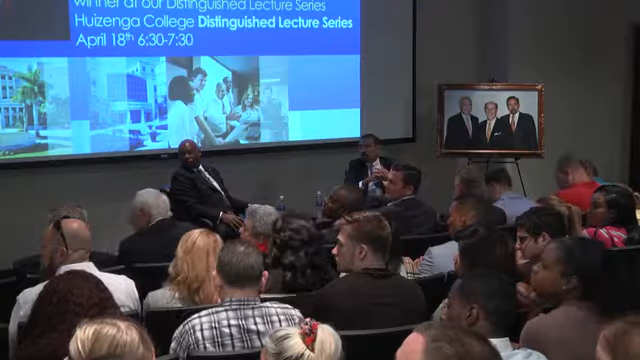 winner at our Distinguished Lecture Series
Huizenga College Distinguished Lecture Series
April 18th 6:30-7:30